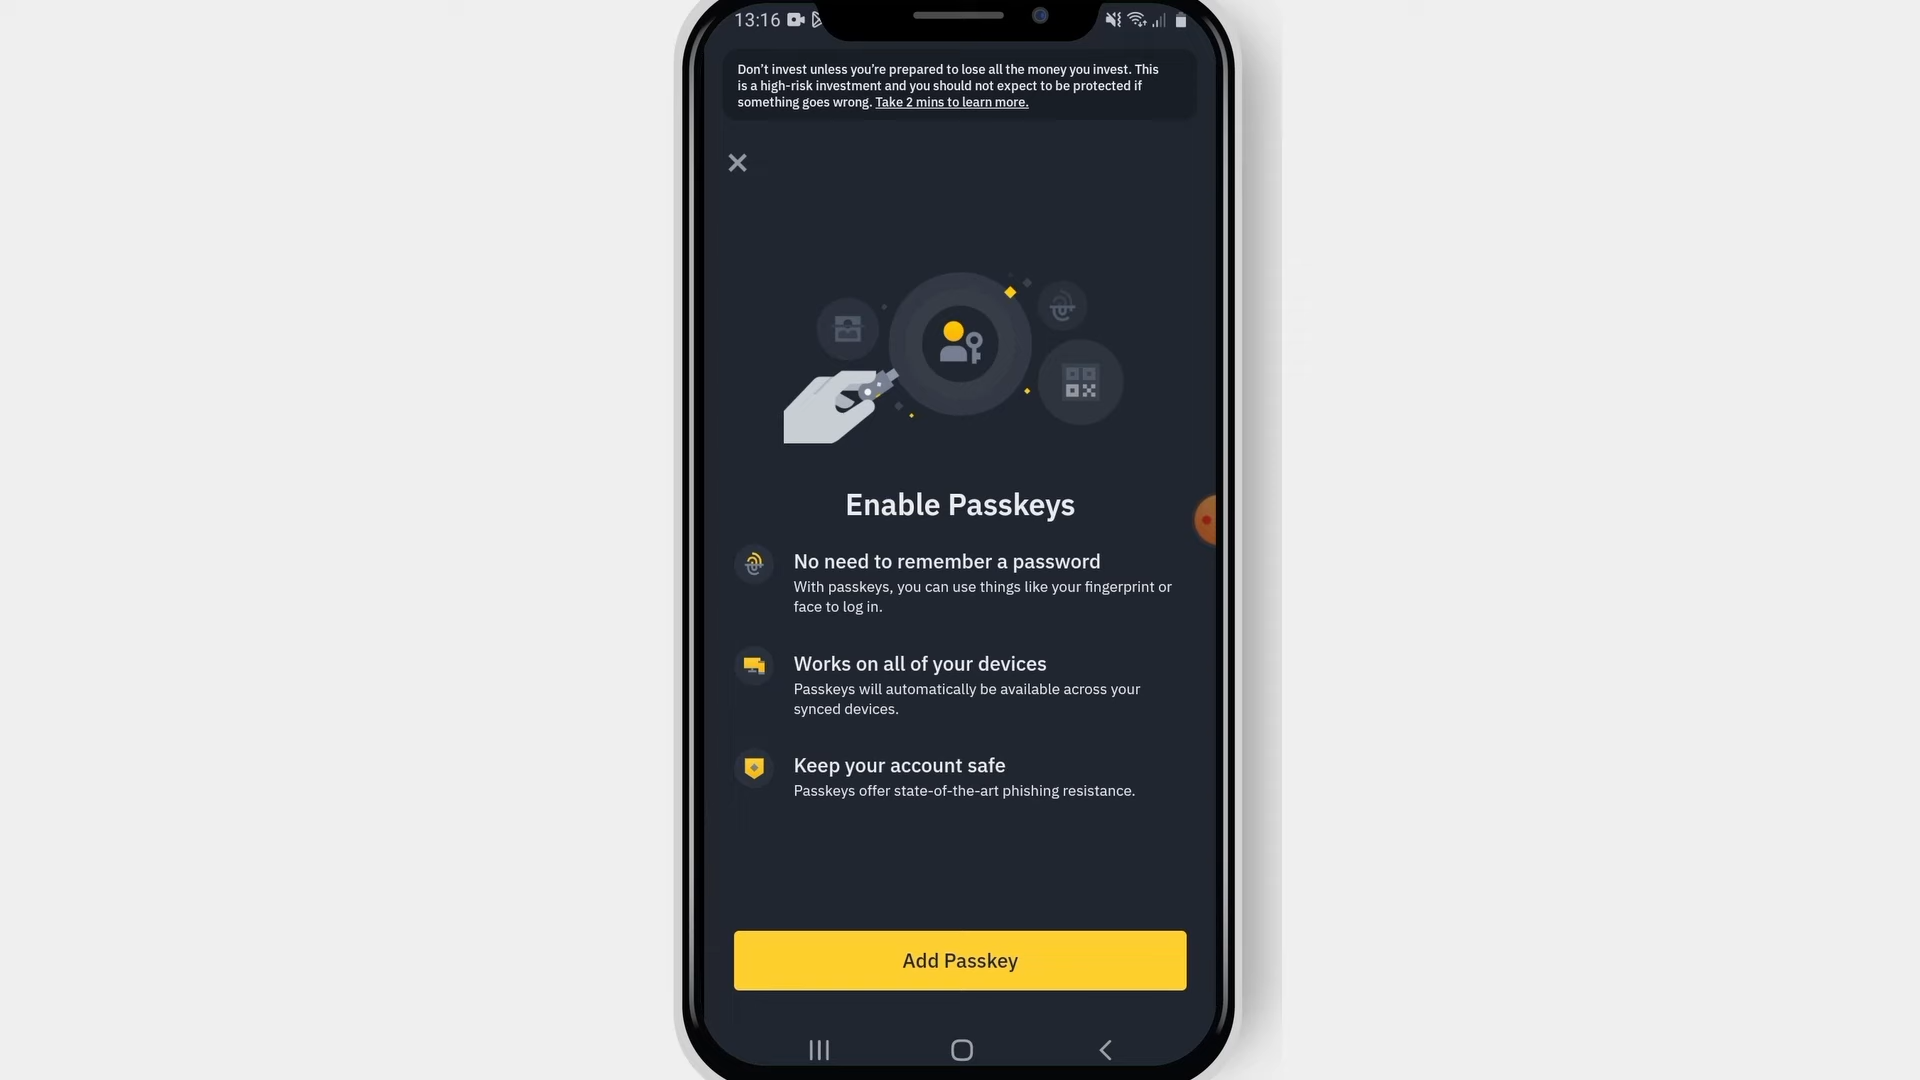 13:16
Don't invest unless you're prepared to lose all the money you invest. This
is a high-risk investment and you should not expect to be protected if
something goes wrong. Take 2 mins to learn more.
Enable Passkeys
No need to remember a password
With passkeys, you can use things like your fingerprint or
face to log in.
Works on all of your devices
Passkeys will automatically be available across your
synced devices.
Keep your account safe
Passkeys offer state-of-the-art phishing resistance.
Add Passkey